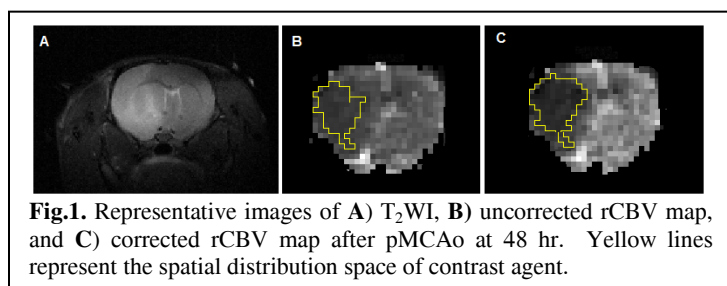 A
B
C
Fig.1. Representative images of A) T2WI, B) uncorrected rCBV map,
and C) corrected rCBV map after pMCAo at 48 hr. Yellow lines
represent the spatial distribution space of contrast agent.